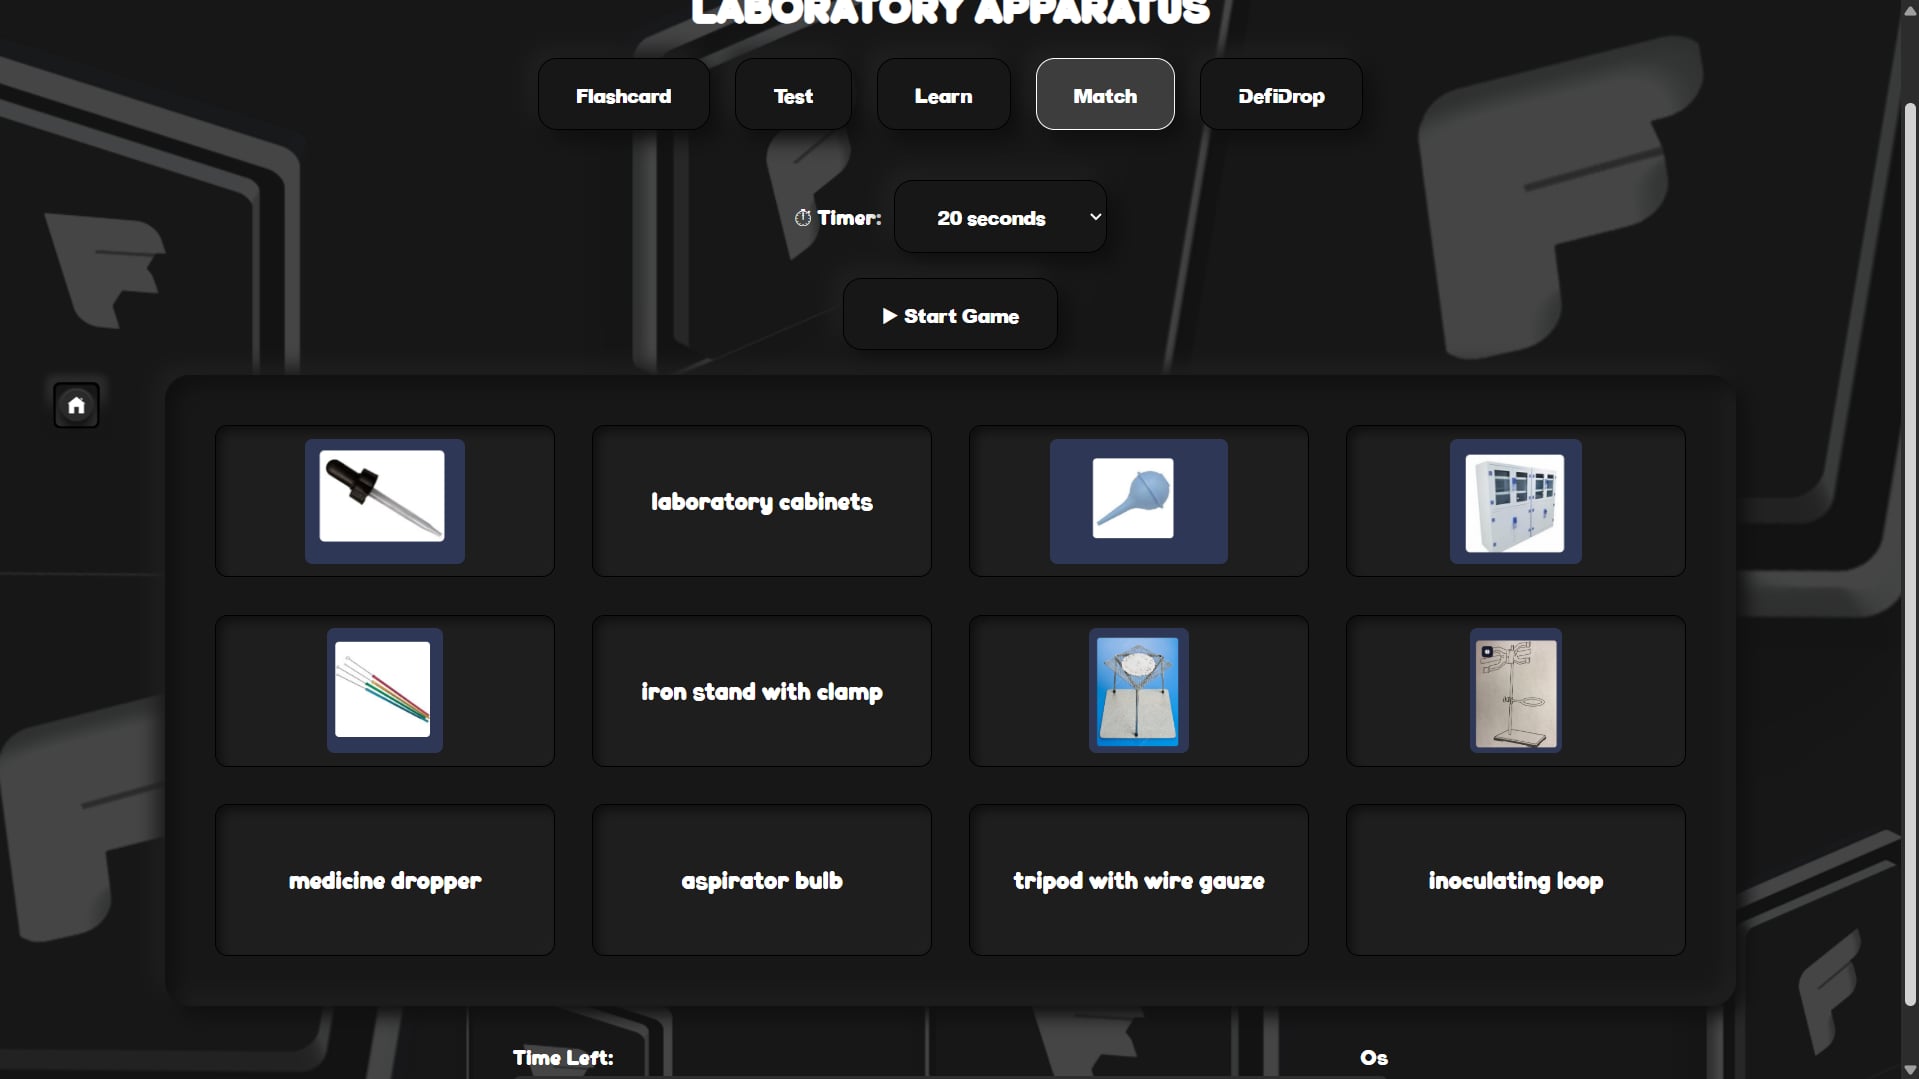 LABORATORY APPARATUS
Flashcard
Test
Learn
Match
DefiDrop
⏱ Timer:
20 seconds
▶ Start Game
laboratory cabinets
iron stand with clamp
medicine dropper
aspirator bulb
tripod with wire gauze
inoculating loop
Time Left:
0s